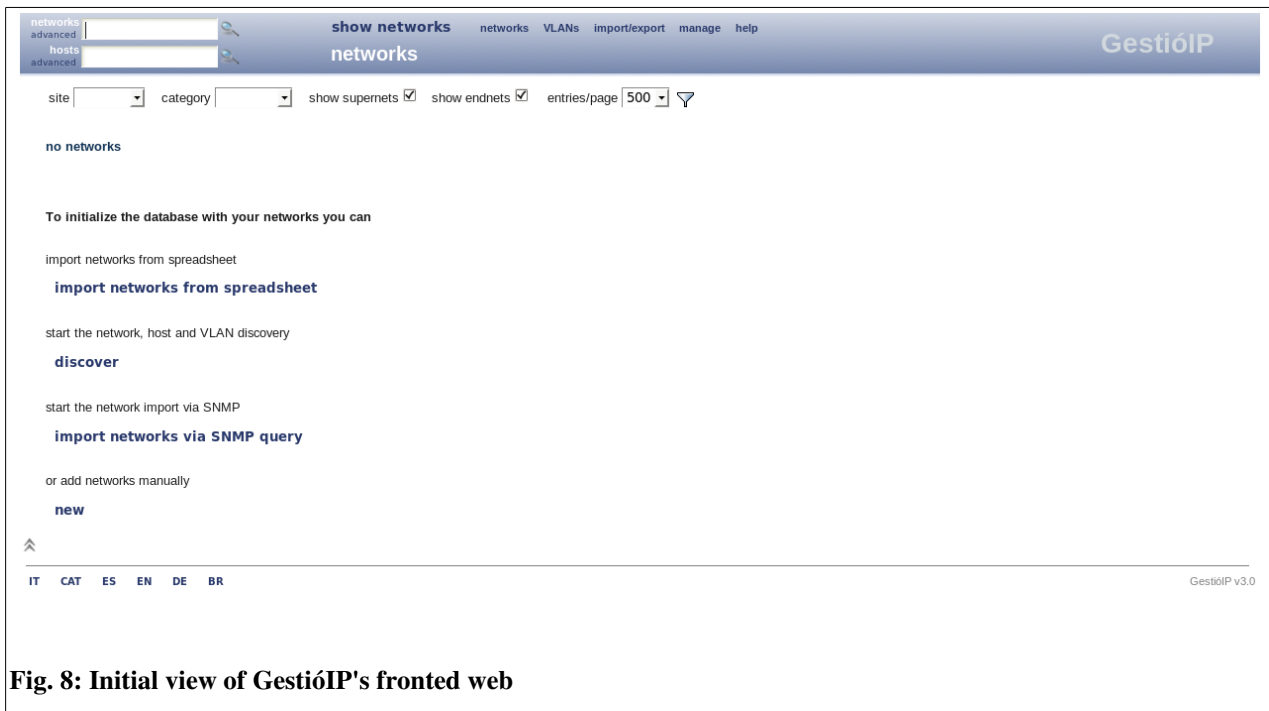 networks
advanced
hosts
advanced
show networks networks VLANs import/export manage help
networks
GestióIP
site category show supernets show endnets entries/page 500
no networks
To initialize the database with your networks you can
import networks from spreadsheet
import networks from spreadsheet
start the network, host and VLAN discovery
discover
start the network import via SNMP
import networks via SNMP query
or add networks manually
new
IT CAT ES EN DE BR
GestióIP v3.0
Fig. 8: Initial view of GestióIP's fronted web